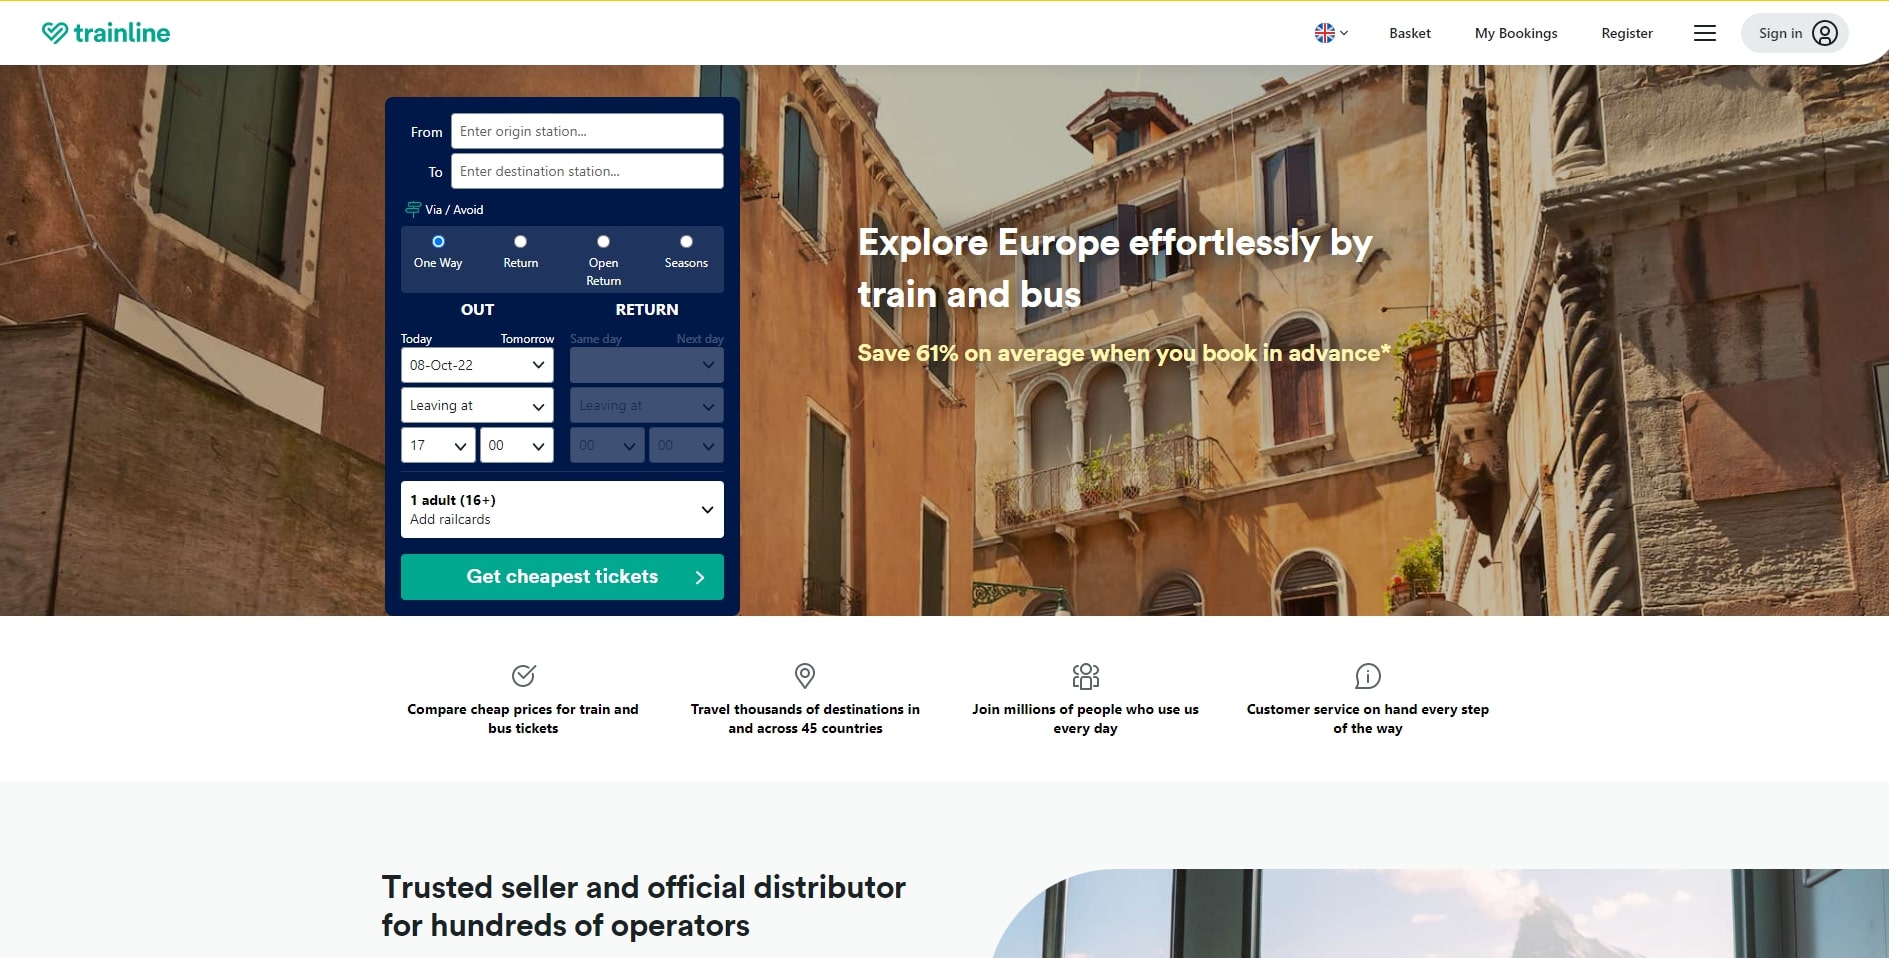 trainline
Basket
My Bookings
Register
Sign in
From
Enter origin station...
To
Enter destination station...
Via / Avoid
One Way
Return
Open
Return
Seasons
OUT
RETURN
Today
Tomorrow
Same day
Next day
08-Oct-22
Leaving at
Leaving at
17
00
00
00
1 adult (16+)
Add railcards
Get cheapest tickets
Explore Europe effortlessly by
train and bus
Save 61% on average when you book in advance*
Compare cheap prices for train and
bus tickets
Travel thousands of destinations in
and across 45 countries
Join millions of people who use us
every day
Customer service on hand every step
of the way
Trusted seller and official distributor
for hundreds of operators